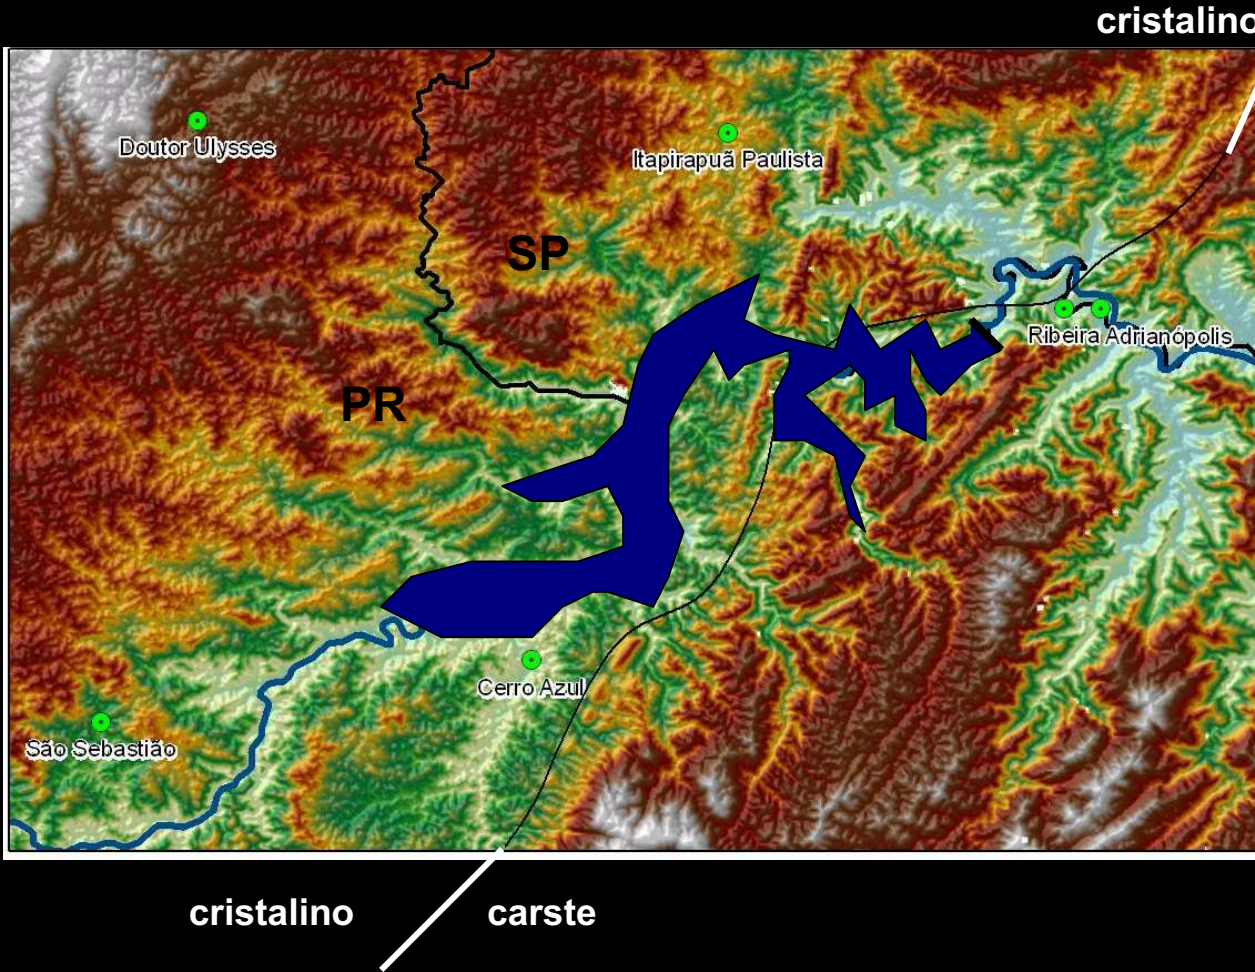 cristalino
Doutor Ulysses
Itapirapuã Paulista
SP
Ribeira Adrianópolis
PR
Cerro Azul
São Sebastião
cristalino
carste